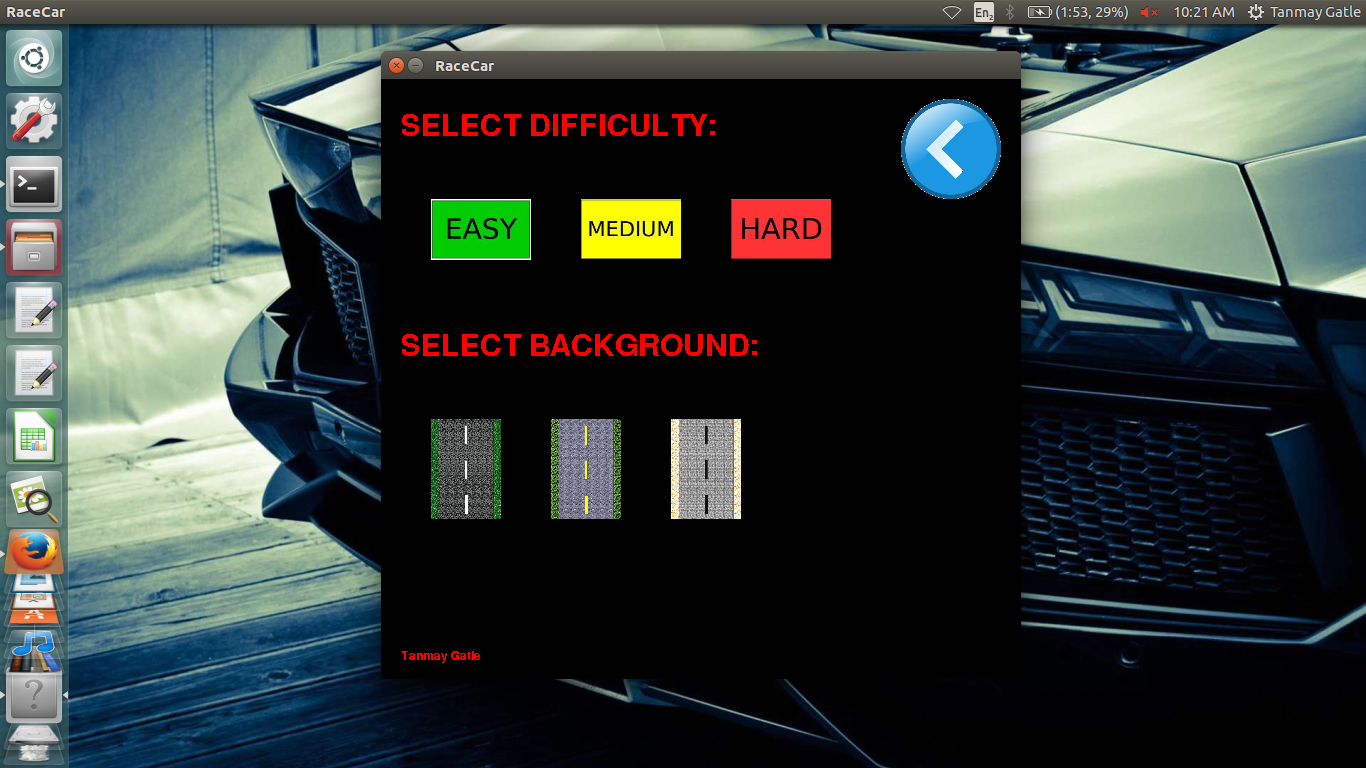 RaceCar
En2 (1:53, 29%) 10:21 AM Tanmay Gatle
RaceCar
SELECT DIFFICULTY:
EASY MEDIUM HARD
SELECT BACKGROUND:
Tanmay Gatle